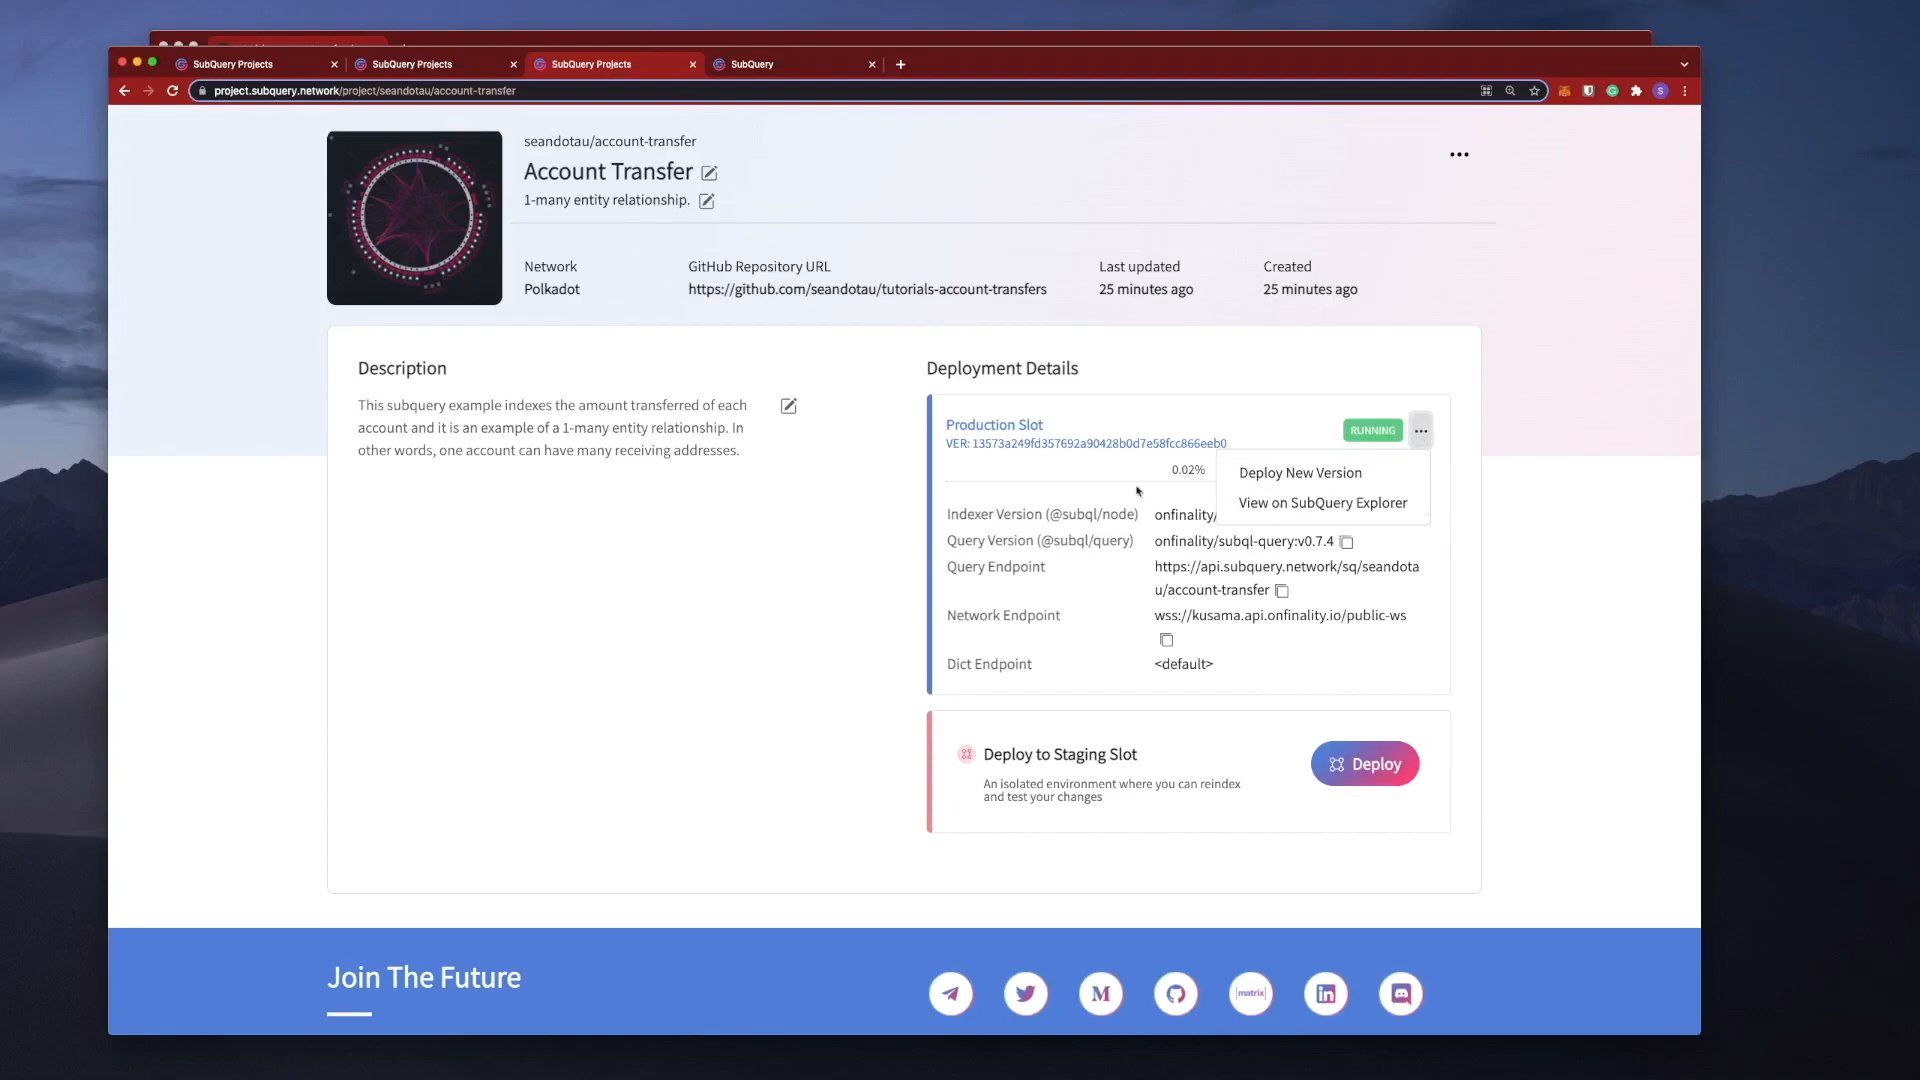 SubQuery Projects
SubQuery Projects
SubQuery Projects
SubQuery
project.subquery.network/project/seandotau/account-transfer
S
seandotau/account-transfer
Account Transfer
1-many entity relationship.
Network
GitHub Repository URL
Last updated
Created
Polkadot
https://github.com/seandotau/tutorials-account-transfers
25 minutes ago
25 minutes ago
Description
This subquery example indexes the amount transferred of each
account and it is an example of a 1-many entity relationship. In
other words, one account can have many receiving addresses.
Deployment Details
Production Slot
RUNNING
VER: 13573a249fd357692a90428b0d7e58fcc866eeb0
0.02%
Deploy New Version
View on SubQuery Explorer
Indexer Version (@subql/node)
onfinality/
Query Version (@subql/query)
onfinality/subql-query:v0.7.4
Query Endpoint
https://api.subquery.network/sq/seandota
u/account-transfer
Network Endpoint
wss://kusama.api.onfinality.io/public-ws
Dict Endpoint
<default>
Deploy to Staging Slot
An isolated environment where you can reindex
and test your changes
Deploy
Join The Future
M
[matrix]
in